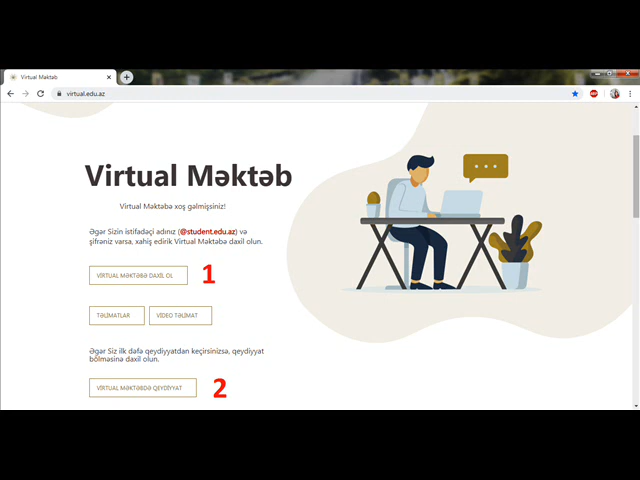 Virtual Məktəb
virtual.edu.az
ABP
Virtual Məktəb
Virtual Məktəbə xoş gəlmişsiniz!
Əgər Sizin istifadəçi adınız (@student.edu.az) və
şifrəniz varsa, xahiş edirik Virtual Məktəbə daxil olun.
VİRTUAL MƏKTƏBƏ DAXİL OL
1
TƏLİMATLAR
VİDEO TƏLİMAT
Əgər Siz ilk dəfə qeydiyyatdan keçirsinizsə, qeydiyyat
bölməsinə daxil olun.
VİRTUAL MƏKTƏBDƏ QEYDİYYAT
2